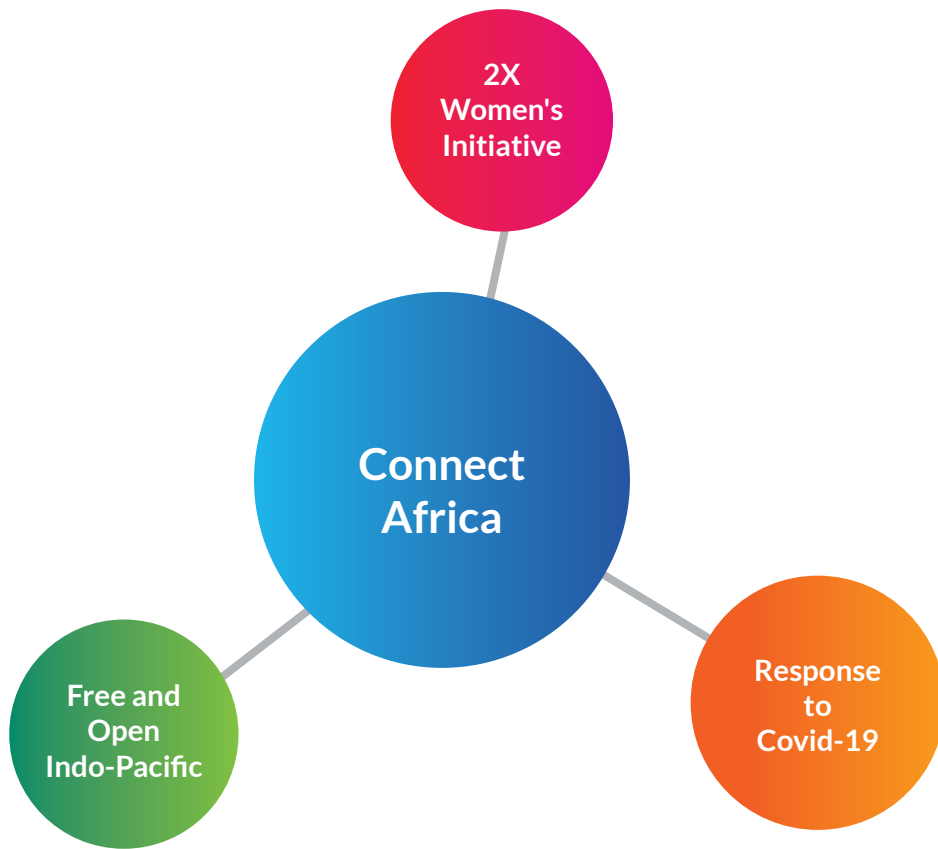 2X
Women's
Initiative
Connect
Africa
Free and
Open
Indo-Pacific
Response
to
Covid-19